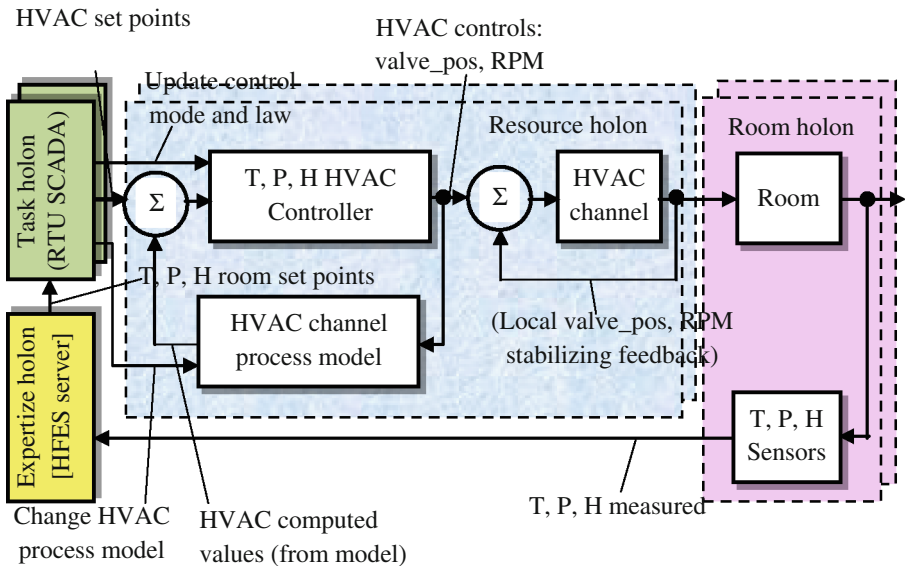 HVAC set points
HVAC controls:
valve_pos, RPM
Update control
mode and law
Resource holon
Room holon
Task holon
(RTU SCADA)
Σ
T, P, H HVAC
Controller
Σ
HVAC
channel
Room
T, P, H room set points
HVAC channel
process model
(Local valve_pos, RPM
stabilizing feedback)
Expertize holon
[HFES server]
T, P, H
Sensors
Change HVAC
process model
HVAC computed
values (from model)
T, P, H measured